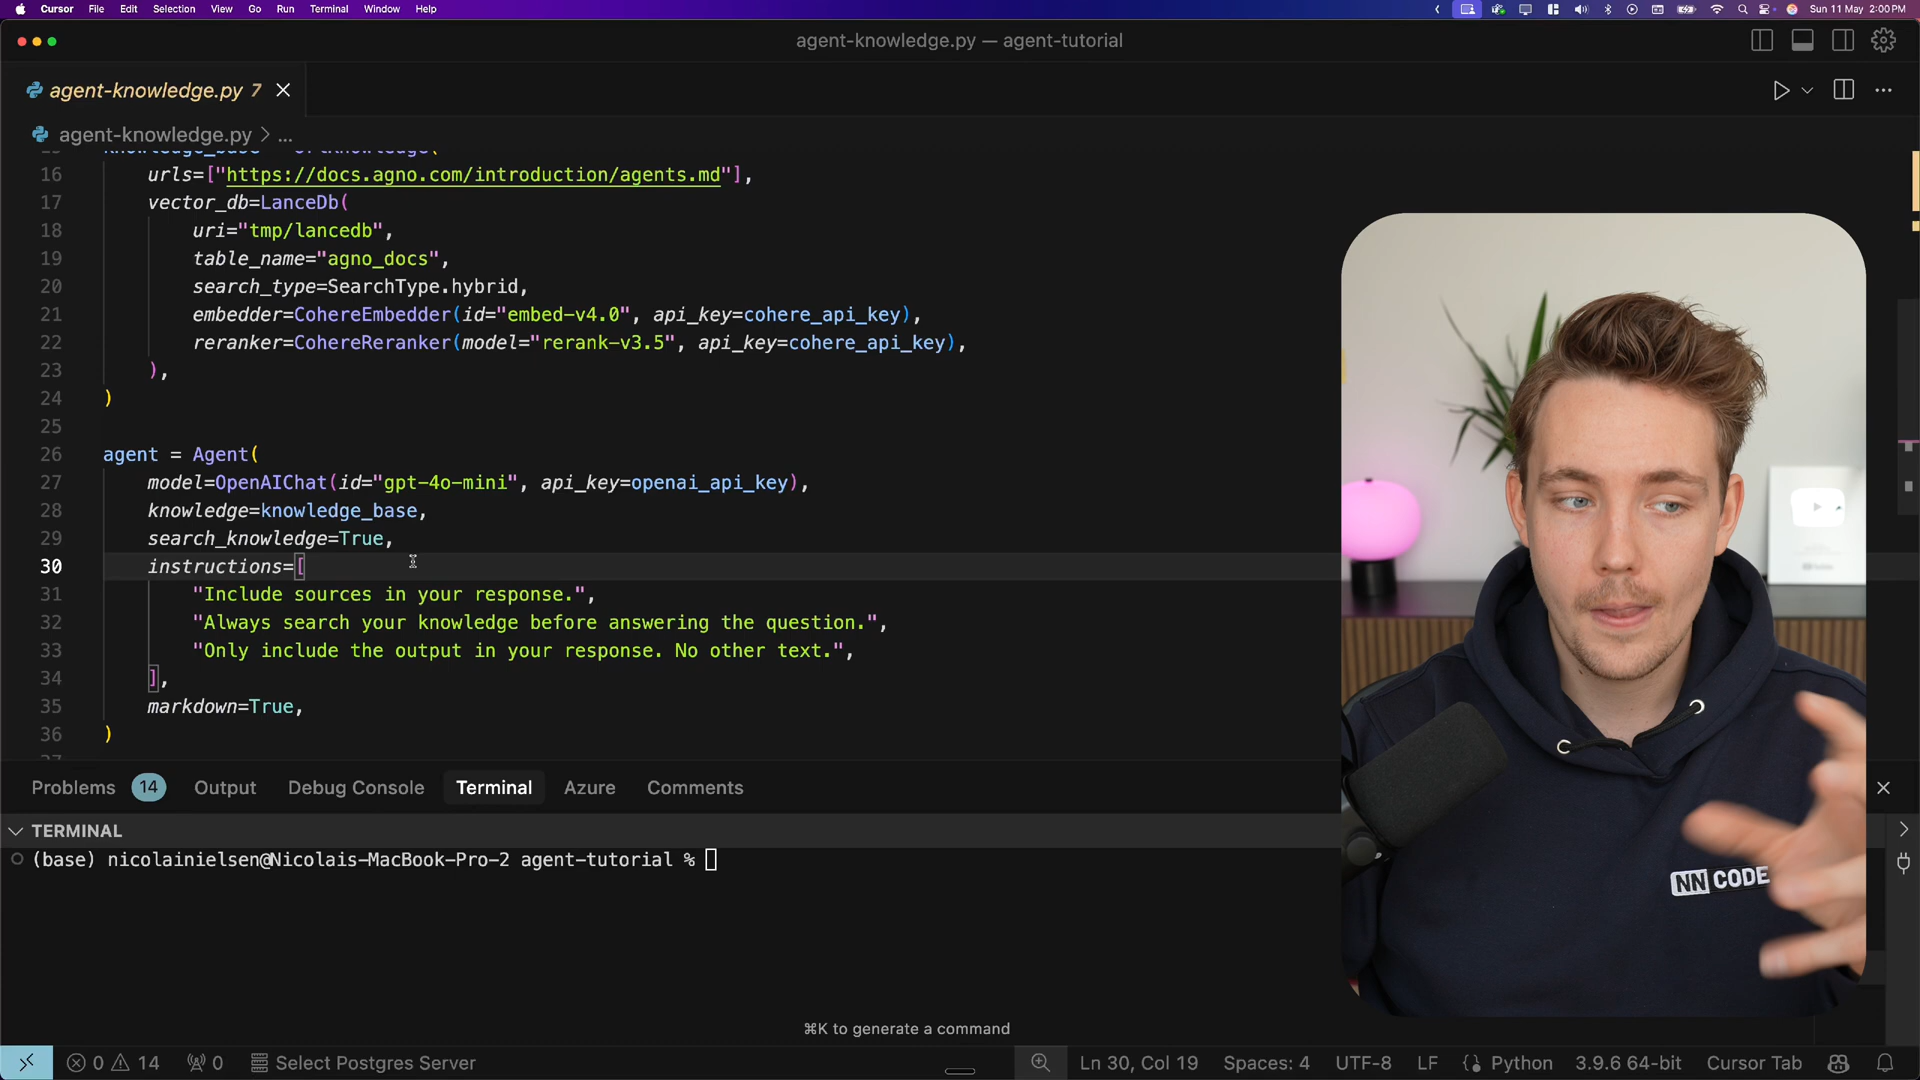 Cursor File Edit Selection View Go Run Terminal Window Help Sun 11 May 2:00 PM
agent-knowledge.py — agent-tutorial
agent-knowledge.py 7
agent-knowledge.py > ...
16 urls=["https://docs.agno.com/introduction/agents.md"],
17 vector_db=LanceDb(
18 uri="tmp/lancedb",
19 table_name="agno_docs",
20 search_type=SearchType.hybrid,
21 embedder=CohereEmbedder(id="embed-v4.0", api_key=cohere_api_key),
22 reranker=CohereReranker(model="rerank-v3.5", api_key=cohere_api_key),
23 ),
24 )
25
26 agent = Agent(
27 model=OpenAIChat(id="gpt-4o-mini", api_key=openai_api_key),
28 knowledge=knowledge_base,
29 search_knowledge=True,
30 instructions=[
31 "Include sources in your response.",
32 "Always search your knowledge before answering the question.",
33 "Only include the output in your response. No other text.",
34 ],
35 markdown=True,
36 )
Problems 14 Output Debug Console Terminal Azure Comments
TERMINAL
(base) nicolainielsen@Nicolais-MacBook-Pro-2 agent-tutorial %
NN CODE
⌘K to generate a command
0 14 0 Select Postgres Server Ln 30, Col 19 Spaces: 4 UTF-8 LF {} Python 3.9.6 64-bit Cursor Tab